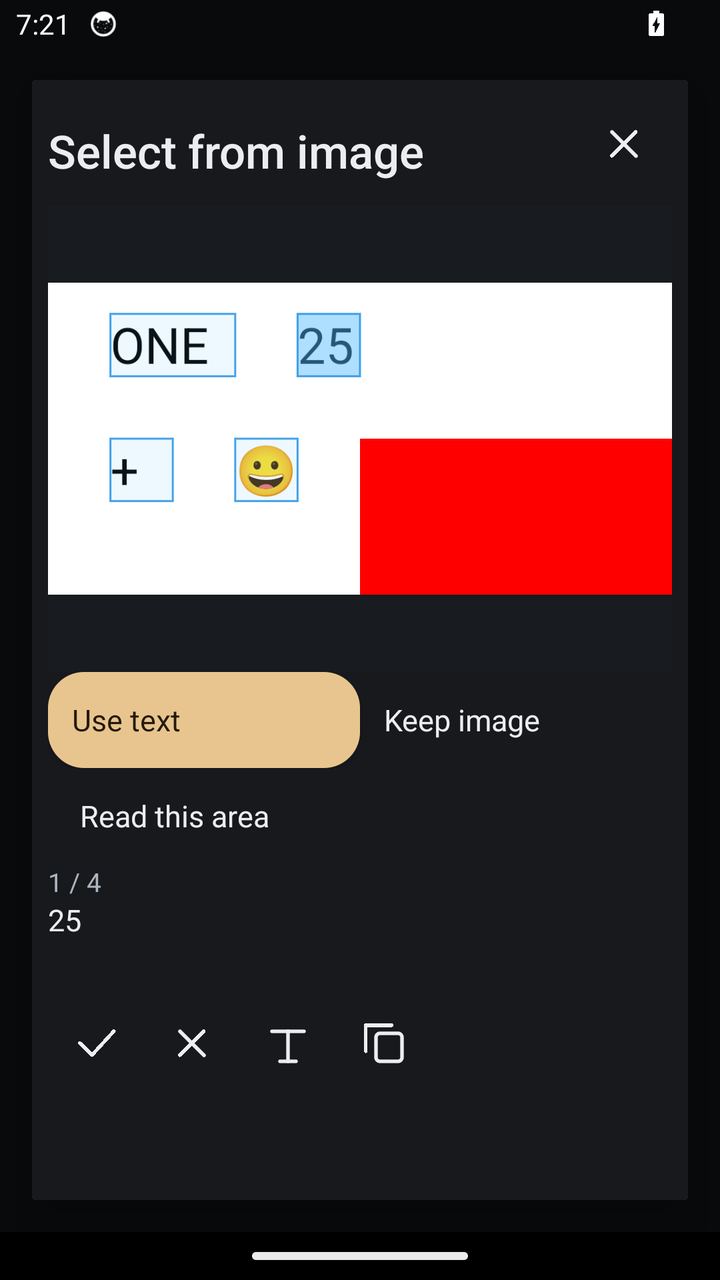 7:21
Select from image
ONE 25
+ 😀
Use text
Keep image
Read this area
1 / 4
25